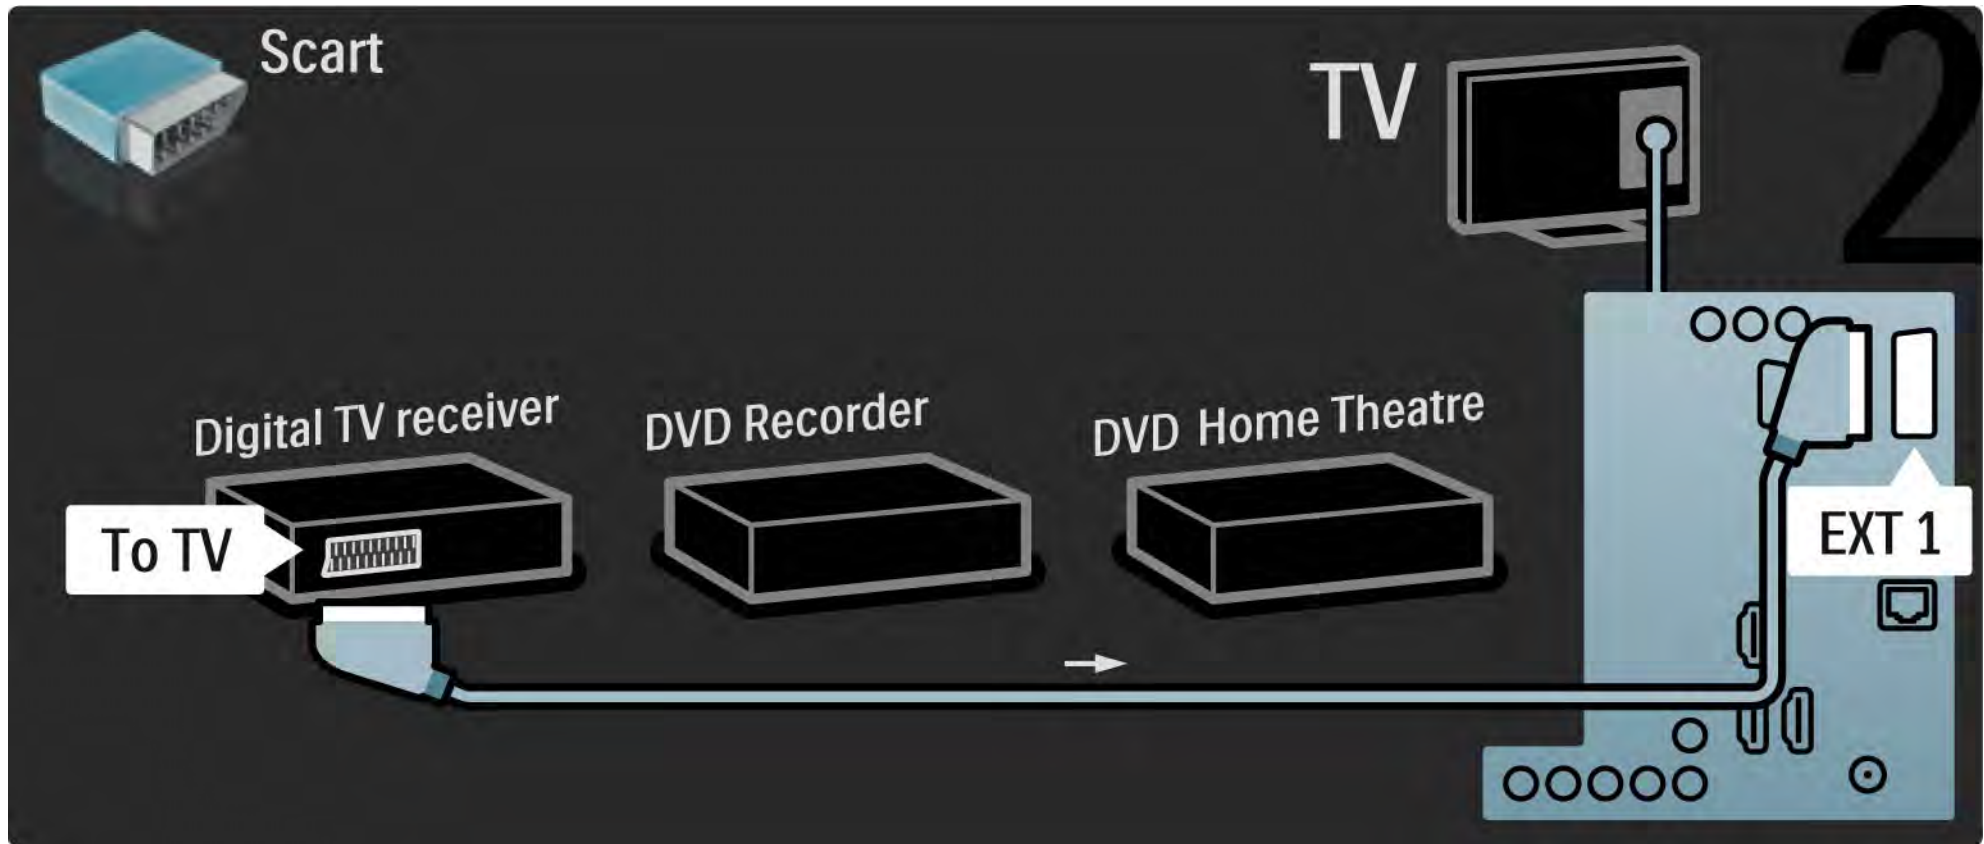 Scart
TV
2
Digital TV receiver
DVD Recorder
DVD Home Theatre
To TV
EXT 1